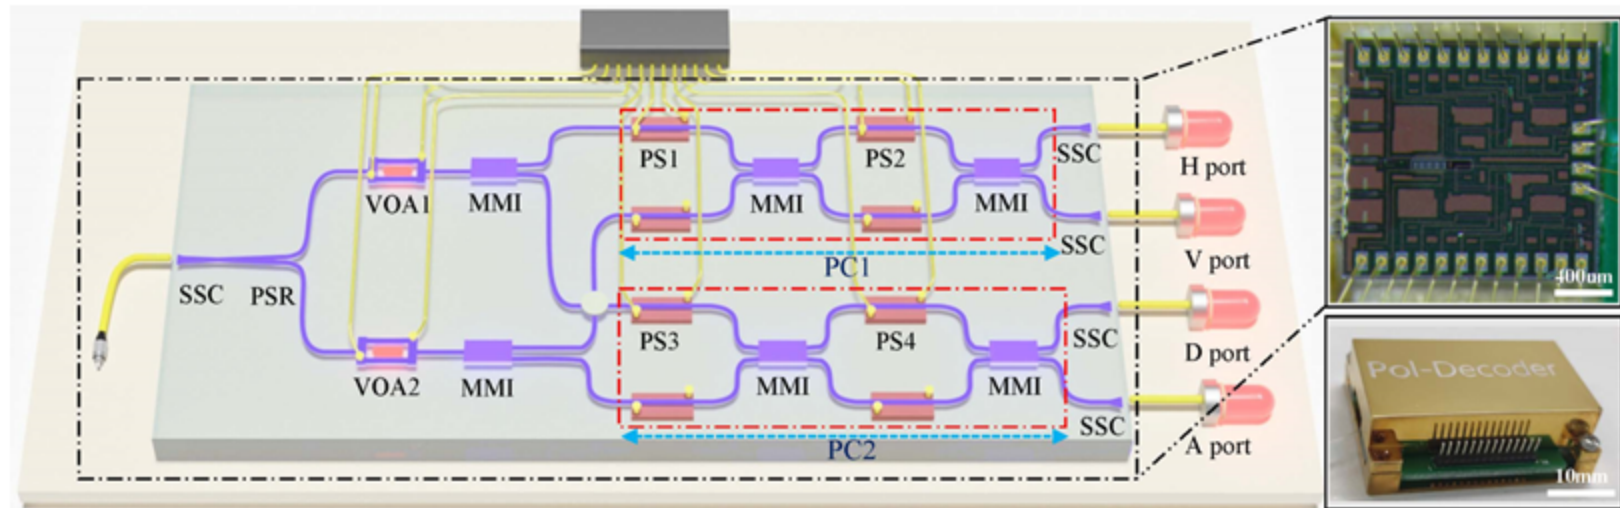 PS1
PS2
SSC
H port
VOA1
MMI
MMI
MMI
SSC
V port
PC1
SSC
PSR
PS3
PS4
SSC
D port
VOA2
MMI
MMI
MMI
SSC
A port
PC2
400um
Pol-Decoder
10mm